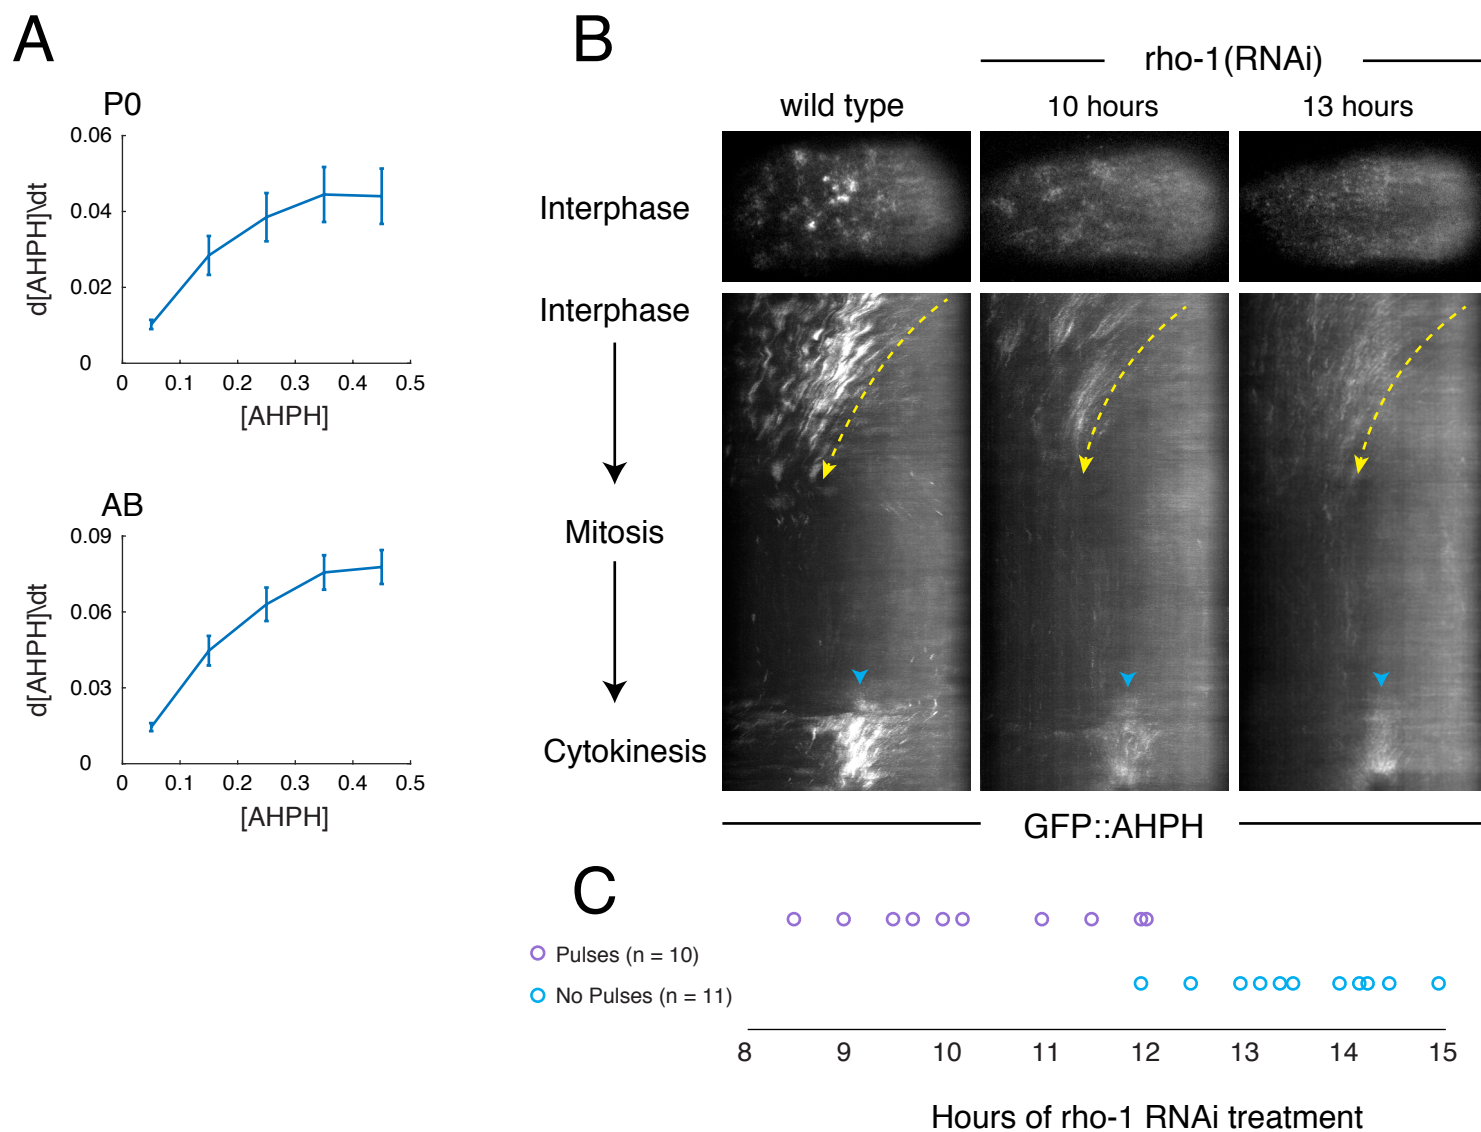 A
P0
0.06
0.04
0.02
0
0 0.1 0.2 0.3 0.4 0.5
d[AHPH]\dt
[AHPH]
AB
0.09
0.06
0.03
0
0 0.1 0.2 0.3 0.4 0.5
d[AHPH]\dt
[AHPH]
B
rho-1(RNAi)
wild type 10 hours 13 hours
Interphase
Interphase
Mitosis
Cytokinesis
GFP::AHPH
C
Pulses (n = 10)
No Pulses (n = 11)
8 9 10 11 12 13 14 15
Hours of rho-1 RNAi treatment